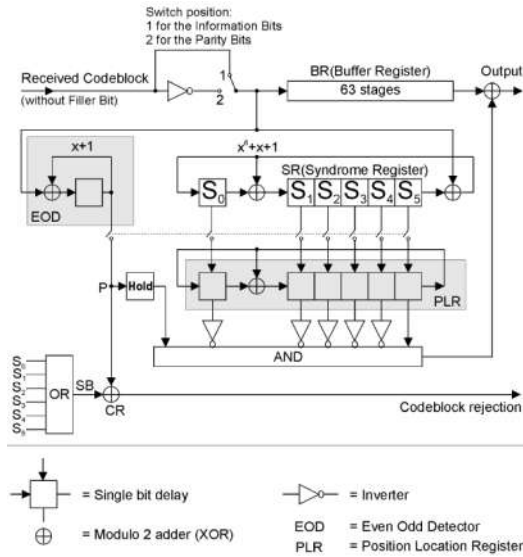 Switch position:
1 for the Information Bits
2 for the Parity Bits
BR(Buffer Register)
Output
Received Codeblock
1
63 stages
(without Filler Bit)
2
x+1
x⁶+x+1
SR(Syndrome Register)
S₀
S₁ S₂ S₃ S₄ S₅
EOD
P
Hold
PLR
AND
S₀
S₁
S₂
S₃
S₄
S₅
OR
SB
CR
Codeblock rejection
= Single bit delay
= Inverter
= Modulo 2 adder (XOR)
EOD = Even Odd Detector
PLR = Position Location Register